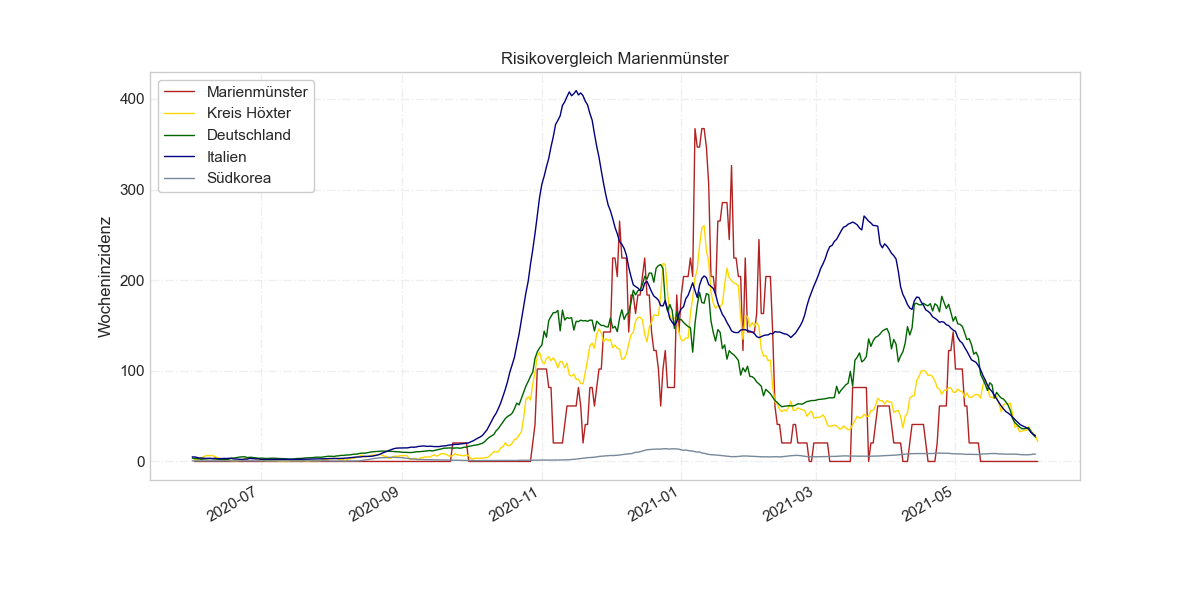 Risikovergleich Marienmünster
Marienmünster
Kreis Höxter
Deutschland
Italien
Südkorea
Wocheninzidenz
400
300
200
100
0
2020-07
2020-09
2020-11
2021-01
2021-03
2021-05